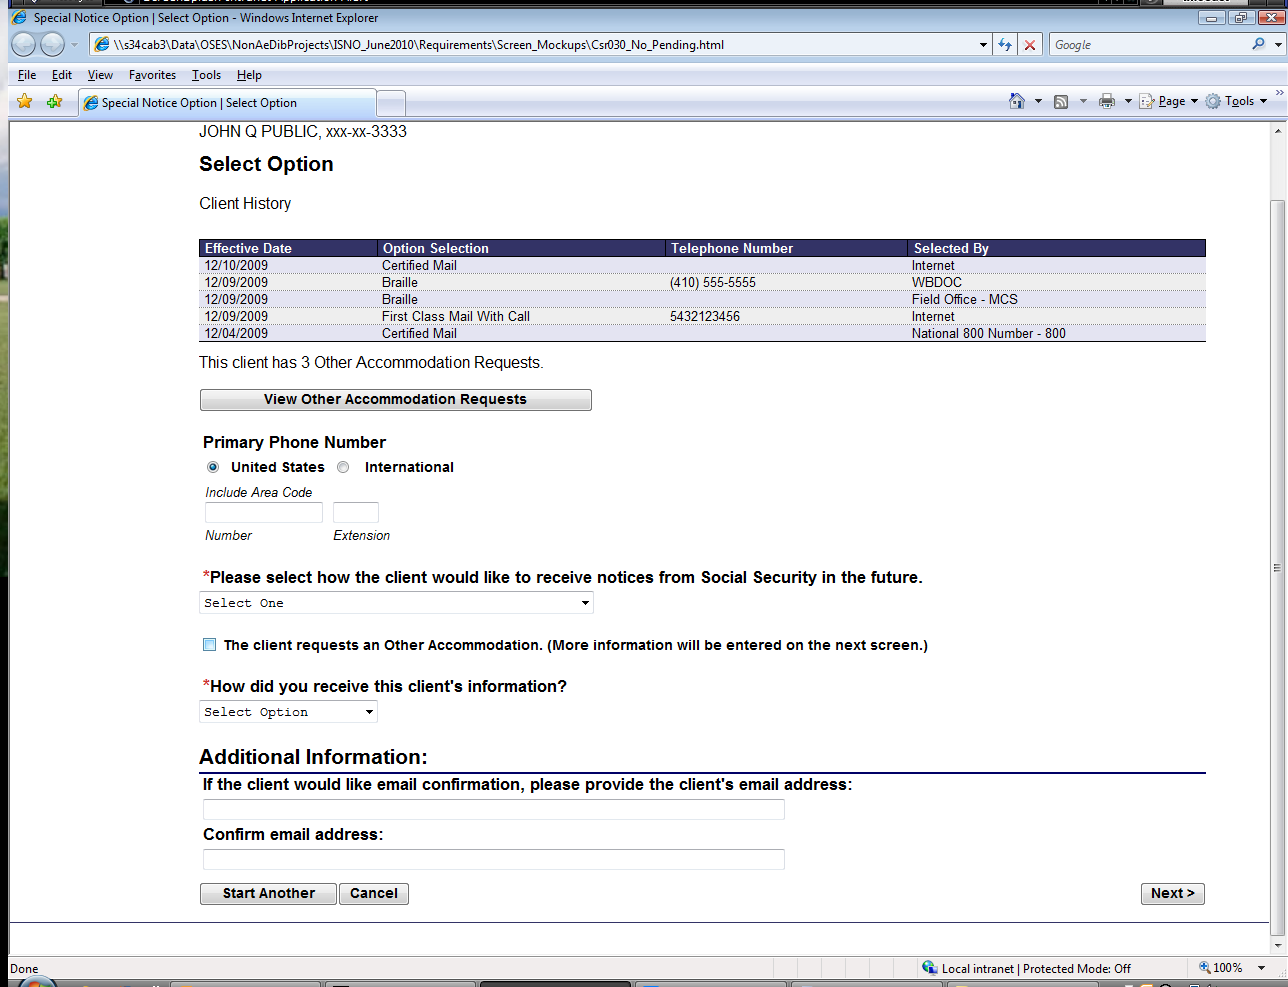 Special Notice Option | Select Option - Windows Internet Explorer
\\s34cab3\Data\OSES\NonAeDibProjects\ISNO_June2010\Requirements\Screen_Mockups\Csr030_No_Pending.html
Google
File Edit View Favorites Tools Help
Special Notice Option | Select Option
Page Tools »
JOHN Q PUBLIC, xxx-xx-3333
Select Option
Client History
Effective Date Option Selection Telephone Number Selected By
12/10/2009 Certified Mail Internet
12/09/2009 Braille (410) 555-5555 WBDOC
12/09/2009 Braille Field Office - MCS
12/09/2009 First Class Mail With Call 5432123456 Internet
12/04/2009 Certified Mail National 800 Number - 800
This client has 3 Other Accommodation Requests.
View Other Accommodation Requests
Primary Phone Number
United States International
Include Area Code
Number Extension
*Please select how the client would like to receive notices from Social Security in the future.
Select One
The client requests an Other Accommodation. (More information will be entered on the next screen.)
*How did you receive this client's information?
Select Option
Additional Information:
If the client would like email confirmation, please provide the client's email address:
Confirm email address:
Start Another Cancel Next >
Done Local intranet | Protected Mode: Off 100%